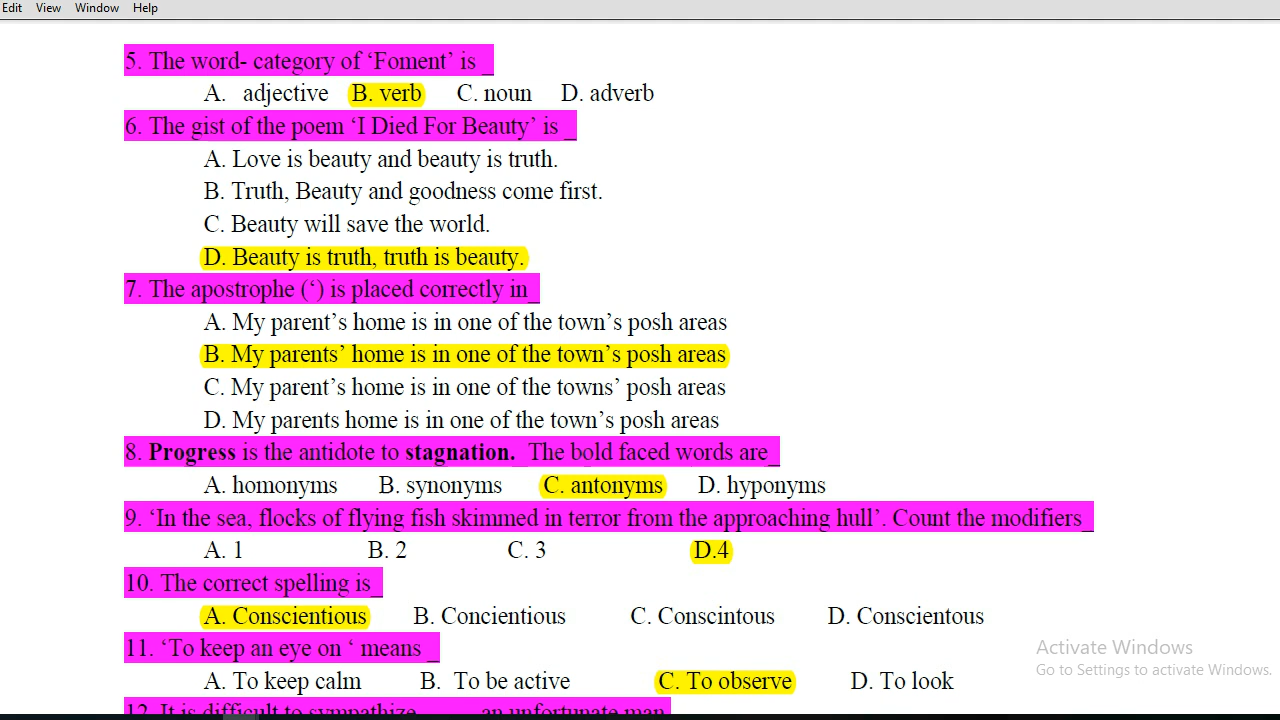 Edit View Window Help
5. The word- category of ‘Foment’ is _
A. adjective B. verb C. noun D. adverb
6. The gist of the poem ‘I Died For Beauty’ is _
A. Love is beauty and beauty is truth.
B. Truth, Beauty and goodness come first.
C. Beauty will save the world.
D. Beauty is truth, truth is beauty.
7. The apostrophe (‘) is placed correctly in_
A. My parent’s home is in one of the town’s posh areas
B. My parents’ home is in one of the town’s posh areas
C. My parent’s home is in one of the towns’ posh areas
D. My parents home is in one of the town’s posh areas
8. Progress is the antidote to stagnation. The bold faced words are_
A. homonyms B. synonyms C. antonyms D. hyponyms
9. ‘In the sea, flocks of flying fish skimmed in terror from the approaching hull’. Count the modifiers_
A. 1 B. 2 C. 3 D.4
10. The correct spelling is_
A. Conscientious B. Concientious C. Conscintous D. Conscientous
11. ‘To keep an eye on ‘ means _
A. To keep calm B. To be active C. To observe D. To look
12. It is difficult to sympathize_____ an unfortunate man
Activate Windows
Go to Settings to activate Windows.